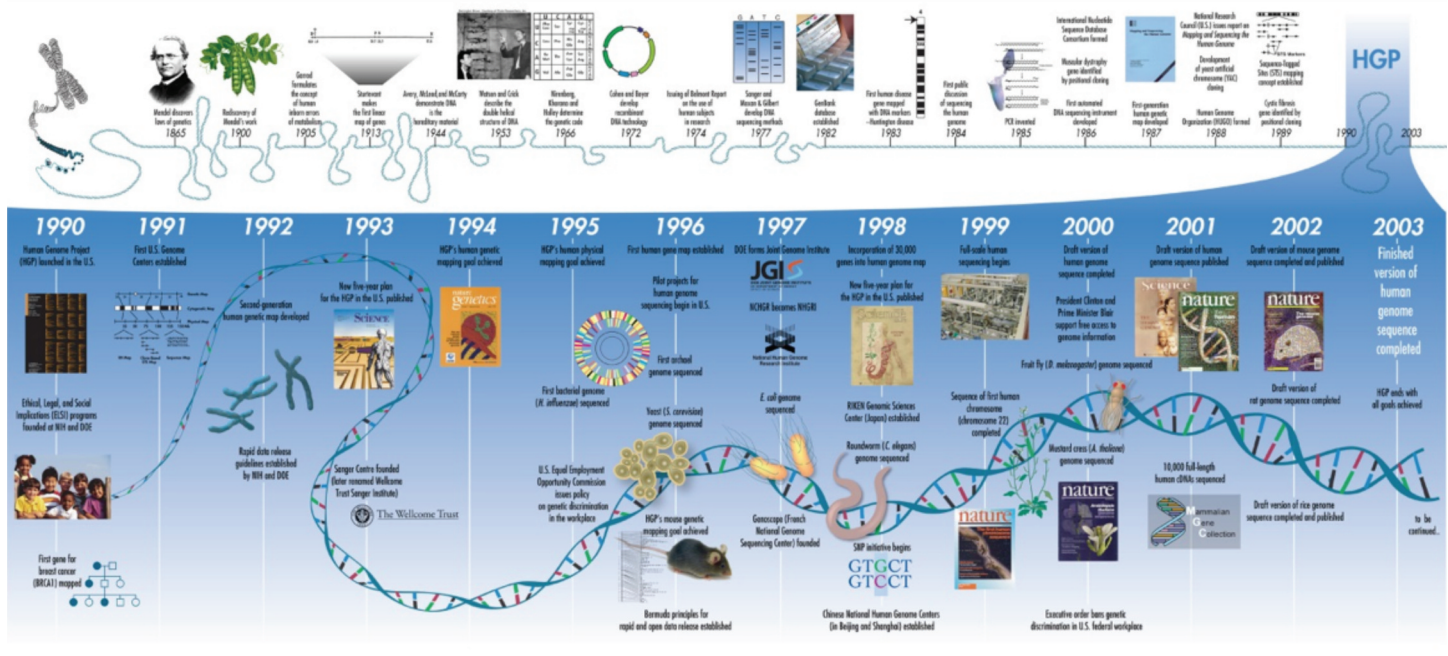 Mendel discovers
laws of genetics
1865
Rediscovery of
Mendel's work
1900
Garrod
formulates
the concept
of human
inborn errors
of metabolism
1905
Sturtevant
makes
the first linear
map of genes
1913
Avery, McLeod,and McCarty
demonstrate DNA
is the
hereditary material
1944
Watson and Crick
describe the
double helical
structure of DNA
1953
U C A G
Nirenberg,
Khorana and
Holley determine
the genetic code
1966
Cohen and Boyer
develop
recombinant
DNA technology
1972
Issuing of Belmont Report
on the use of
human subjects
in research
1974
G A T C
Sanger and
Maxam & Gilbert
develop DNA
sequencing methods
1977
GenBank
database
established
1982
4
First human disease
gene mapped
with DNA markers
–Huntington disease
1983
First public
discussion
of sequencing
the human
genome
1984
PCR invented
1985
International Nucleotide
Sequence Database
Consortium formed
Muscular dystrophy
gene identified
by positional cloning
First automated
DNA sequencing instrument
developed
1986
First-generation
human genetic
map developed
1987
National Research
Council (U.S.) issues report on
Mapping and Sequencing the
Human Genome
Development
of yeast artificial
chromosome (YAC)
cloning
Human Genome
Organization (HUGO) formed
1988
STS Markers
Sequence-Tagged
Sites (STS) mapping
concept established
Cystic fibrosis
gene identified by
positional cloning
1989
HGP
1990
2003
1990
Human Genome Project
(HGP) launched in the U.S.
Ethical, Legal, and Social
Implications (ELSI) programs
founded at NIH and DOE
First gene for
breast cancer
(BRCA1) mapped
1991
First U.S. Genome
Centers established
1992
Second-generation
human genetic map developed
Rapid data release
guidelines established
by NIH and DOE
1993
New five-year plan
for the HGP in the U.S. published
SCIENCE
Sanger Centre founded
(later renamed Wellcome
Trust Sanger Institute)
The Wellcome Trust
1994
HGP's human genetic
mapping goal achieved
nature
genetics
1995
HGP's human physical
mapping goal achieved
First bacterial genome
(H. influenzae) sequenced
U.S. Equal Employment
Opportunity Commission
issues policy
on genetic discrimination
in the workplace
1996
First human gene map established
Pilot projects for
human genome
sequencing begin in U.S.
First archaeal
genome sequenced
Yeast (S. cerevisiae)
genome sequenced
HGP's mouse genetic
mapping goal achieved
Bermuda principles for
rapid and open data release established
1997
DOE forms Joint Genome Institute
JGI
NCHGR becomes NHGRI
National Human Genome
Research Institute
E. coli genome
sequenced
Genoscope (French
National Genome
Sequencing Center) founded
1998
Incorporation of 30,000
genes into human genome map
New five-year plan for
the HGP in the U.S. published
RIKEN Genomic Sciences
Center (Japan) established
Roundworm (C. elegans)
genome sequenced
SNP initiative begins
GTGCT
GTCCT
Chinese National Human Genome Centers
(in Beijing and Shanghai) established
1999
Full-scale human
sequencing begins
Sequence of first human
chromosome
(chromosome 22)
completed
nature
2000
Draft version of
human genome
sequence completed
President Clinton and
Prime Minister Blair
support free access to
genome information
Fruit fly (D. melanogaster) genome sequenced
Mustard cress (A. thaliana)
genome sequenced
nature
Executive order bans genetic
discrimination in U.S. federal workplace
2001
Draft version of human
genome sequence published
Science
nature
10,000 full-length
human cDNAs sequenced
Mammalian
Gene
Collection
2002
Draft version of mouse genome
sequence completed and published
nature
Draft version of
rat genome sequence completed
Draft version of rice genome
sequence completed and published
2003
Finished
version of
human
genome
sequence
completed
HGP ends with
all goals achieved
to be
continued...